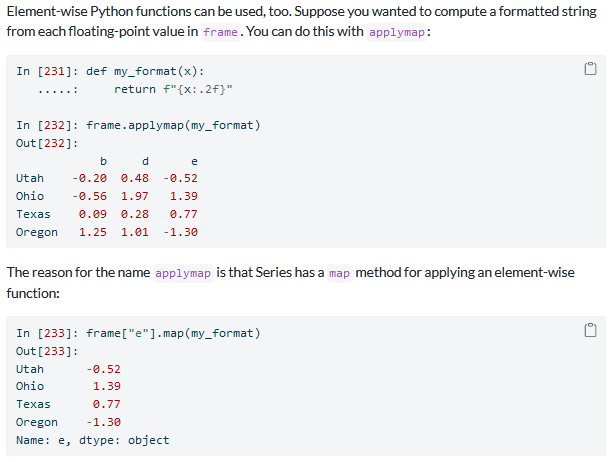 Element-wise Python functions can be used, too. Suppose you wanted to compute a formatted string
from each floating-point value in frame. You can do this with applymap:
In [231]: def my_format(x):
   .....:     return f"{x:.2f}"
In [232]: frame.applymap(my_format)
Out[232]:
            b     d      e
Utah    -0.20  0.48  -0.52
Ohio    -0.56  1.97   1.39
Texas    0.09  0.28   0.77
Oregon   1.25  1.01  -1.30
The reason for the name applymap is that Series has a map method for applying an element-wise
function:
In [233]: frame["e"].map(my_format)
Out[233]:
Utah      -0.52
Ohio       1.39
Texas      0.77
Oregon    -1.30
Name: e, dtype: object